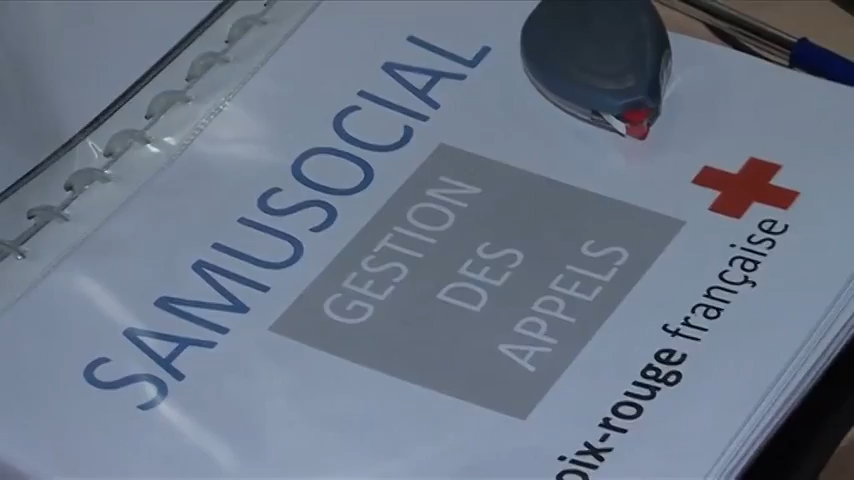 SAMUSOCIAL
GESTION
DES
APPELS
oix-rouge française